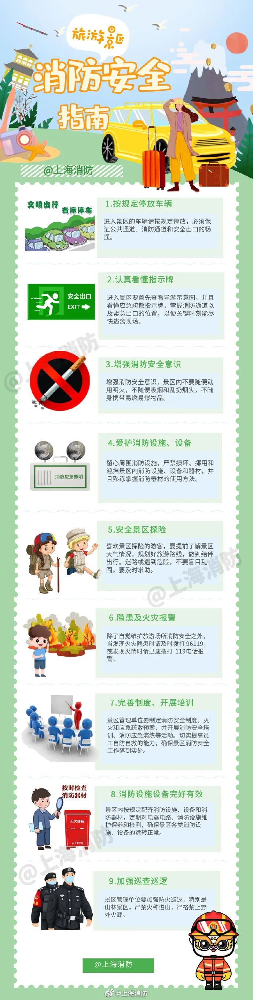 旅游景区
消防安全
指南
@上海消防
文明出行
有序停车
1.按规定停放车辆
进入景区的车辆请按规定停放，必须保
证公共通道、消防通道和安全出口的畅
通。
安全出口
EXIT
2.认真看懂指示牌
进入景区要首先查看导游示意图，并且
看懂应急疏散指示牌，掌握消防通道以
及紧急出口的位置，以便关键时刻能尽
快逃离现场。
@上海消防
3.增强消防安全意识
增强消防安全意识，景区内不要随便动
用明火，不随便吸烟和乱扔烟头，不随
身携带易燃易爆物品。
4.爱护消防设施、设备
留心周围消防设施，严禁损坏、挪用和
遮挡景区内消防设施、设备和器材，并
且熟练掌握消防器材的使用方法。
消防应急照明
5.安全景区探险
喜欢景区探险的游客，要提前了解景区
天气情况，规划好旅游路线，做到结伴
出行。迷路或遇到危险，不要盲目乱
闯，要及时求助。
@上海消防
6.隐患及火灾报警
除了自觉维护旅游场所消防安全之外，
当发现火灾隐患时请及时拨打 96119，
或发现火情时请迅速拨打 119电话报
警。
7.完善制度、开展培训
景区管理单位要制定消防安全制度、灭
火和应急疏散预案，并开展消防安全培
训、消防应急演练等活动。切实提高员
工自防自救的能力，确保景区消防安全
工作落到实处。
按时检查
消防器材
灭火器箱
火 119 警
8.消防设施设备完好有效
景区内按规定配齐消防设施、设备和消
防器材，定期对电器电路、消防设施维
护保养和检测，确保景区各类消防设
施、设备的运转正常。
@上海消防
9.加强巡查巡逻
景区管理单位要加强防火巡逻，特别是
山林景区，严禁火种进山，严格禁止野
外火源。
@上海消防
@上海消防